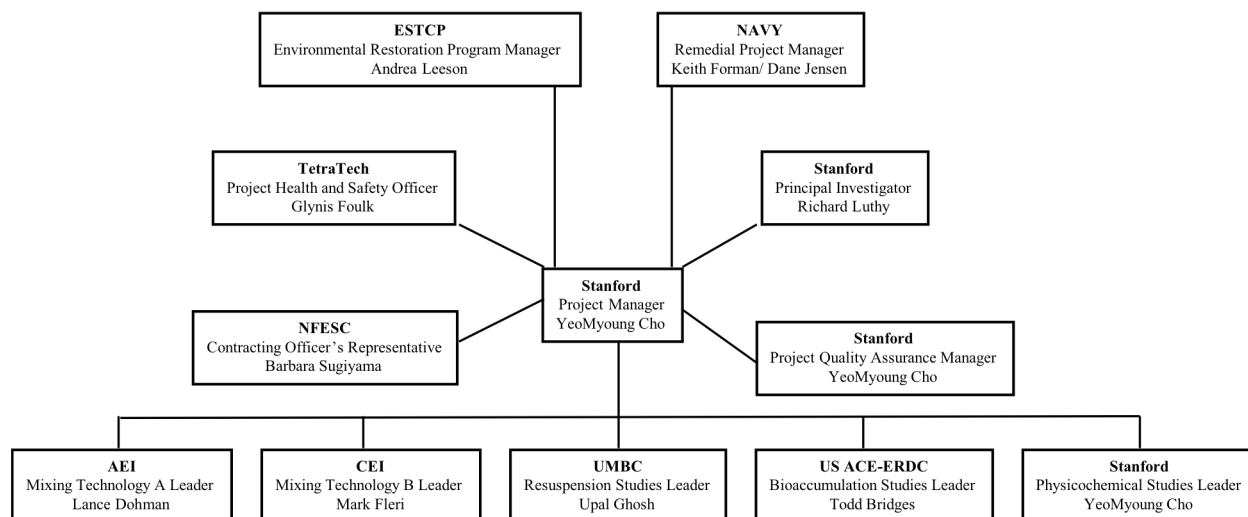 ESTCP
Environmental Restoration Program Manager
Andrea Leeson
NAVY
Remedial Project Manager
Keith Forman/ Dane Jensen
TetraTech
Project Health and Safety Officer
Glynis Foulk
Stanford
Principal Investigator
Richard Luthy
Stanford
Project Manager
YeoMyoung Cho
NFESC
Contracting Officer’s Representative
Barbara Sugiyama
Stanford
Project Quality Assurance Manager
YeoMyoung Cho
AEI
Mixing Technology A Leader
Lance Dohman
CEI
Mixing Technology B Leader
Mark Fleri
UMBC
Resuspension Studies Leader
Upal Ghosh
US ACE-ERDC
Bioaccumulation Studies Leader
Todd Bridges
Stanford
Physicochemical Studies Leader
YeoMyoung Cho